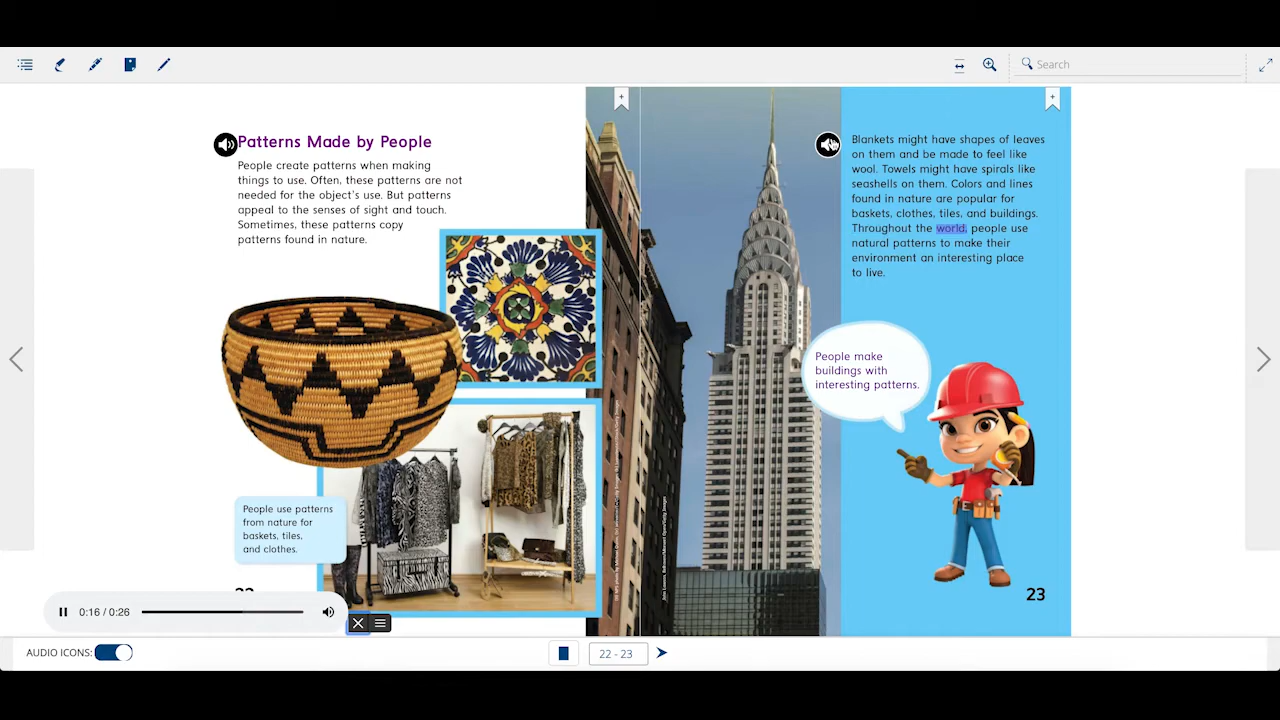 Search
Patterns Made by People
People create patterns when making
things to use. Often, these patterns are not
needed for the object's use. But patterns
appeal to the senses of sight and touch.
Sometimes, these patterns copy
patterns found in nature.
People use patterns
from nature for
baskets, tiles,
and clothes.
Blankets might have shapes of leaves
on them and be made to feel like
wool. Towels might have spirals like
seashells on them. Colors and lines
found in nature are popular for
baskets, clothes, tiles, and buildings.
Throughout the world, people use
natural patterns to make their
environment an interesting place
to live.
People make
buildings with
interesting patterns.
23
0:16 / 0:26
AUDIO ICONS:
22 - 23